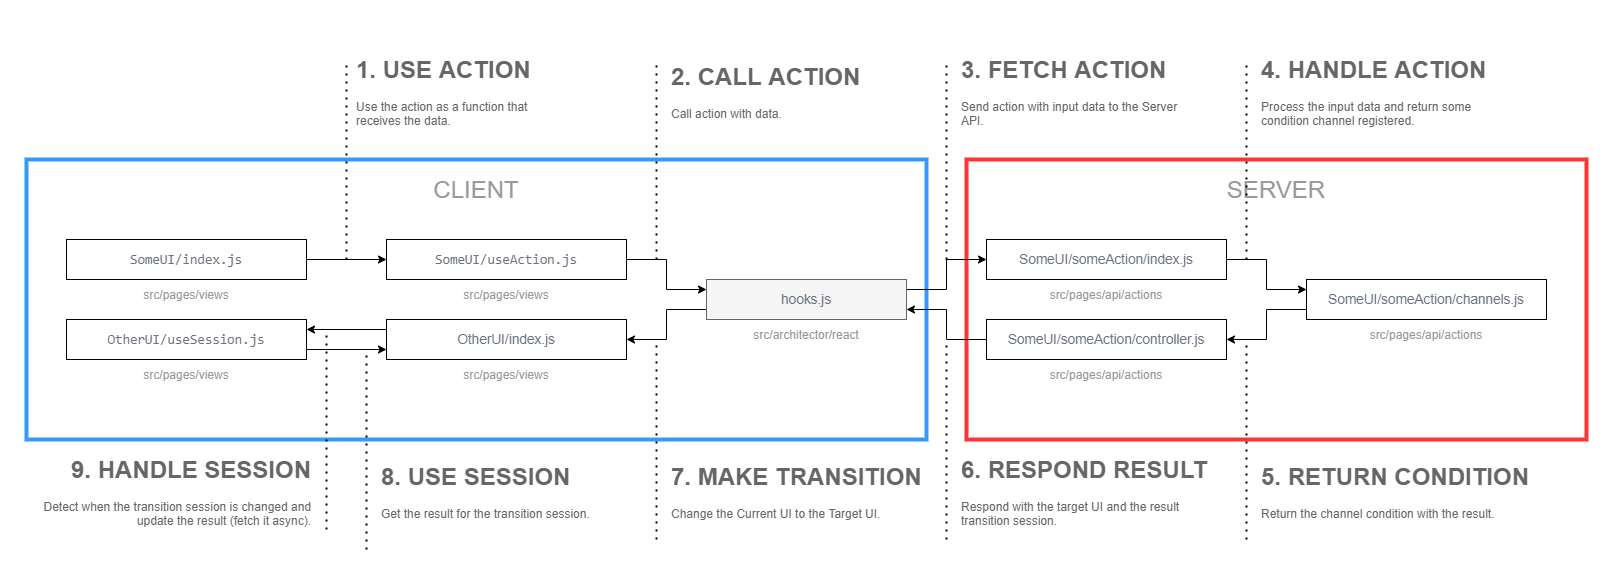 1. USE ACTION
Use the action as a function that
receives the data.
2. CALL ACTION
Call action with data.
3. FETCH ACTION
Send action with input data to the Server
API.
4. HANDLE ACTION
Process the input data and return some
condition channel registered.
CLIENT
SERVER
SomeUI/index.js
src/pages/views
SomeUI/useAction.js
src/pages/views
hooks.js
src/architector/react
SomeUI/someAction/index.js
src/pages/api/actions
SomeUI/someAction/channels.js
src/pages/api/actions
OtherUI/useSession.js
src/pages/views
OtherUI/index.js
src/pages/views
SomeUI/someAction/controller.js
src/pages/api/actions
9. HANDLE SESSION
Detect when the transition session is changed and
update the result (fetch it async).
8. USE SESSION
Get the result for the transition session.
7. MAKE TRANSITION
Change the Current UI to the Target UI.
6. RESPOND RESULT
Respond with the target UI and the result
transition session.
5. RETURN CONDITION
Return the channel condition with the result.